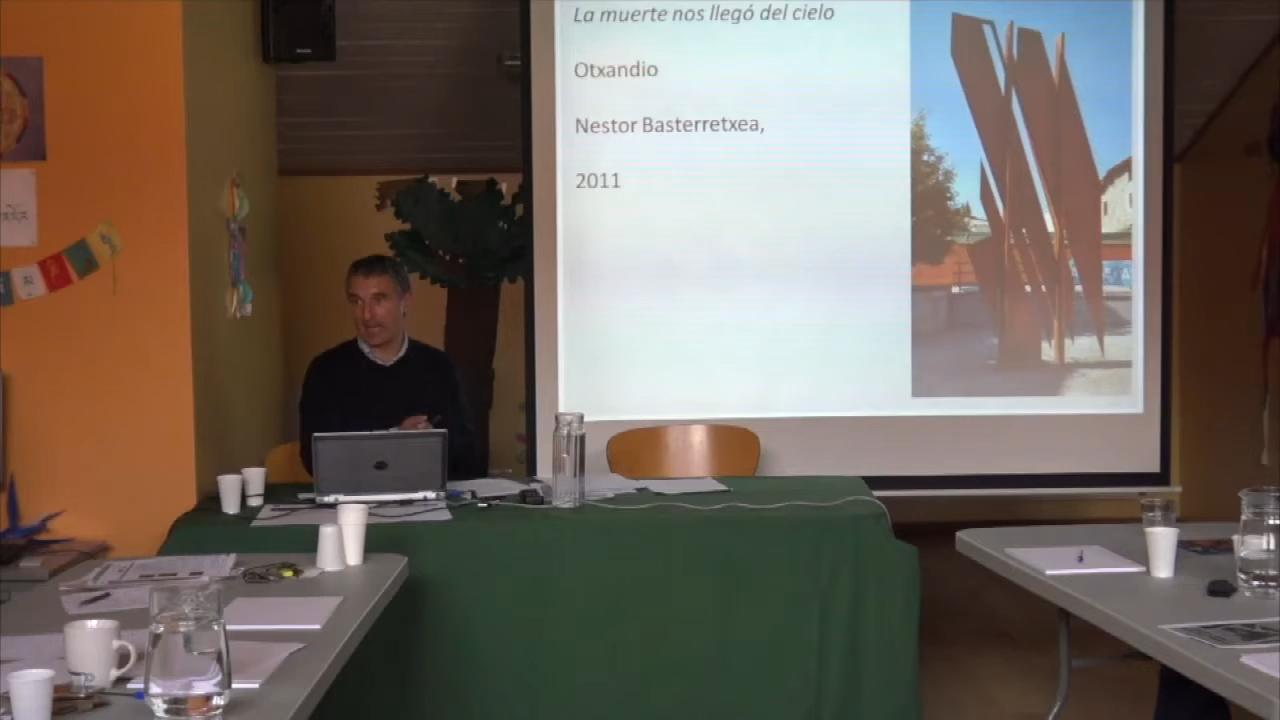 La muerte nos llegó del cielo
Otxandio
Nestor Basterretxea,
2011